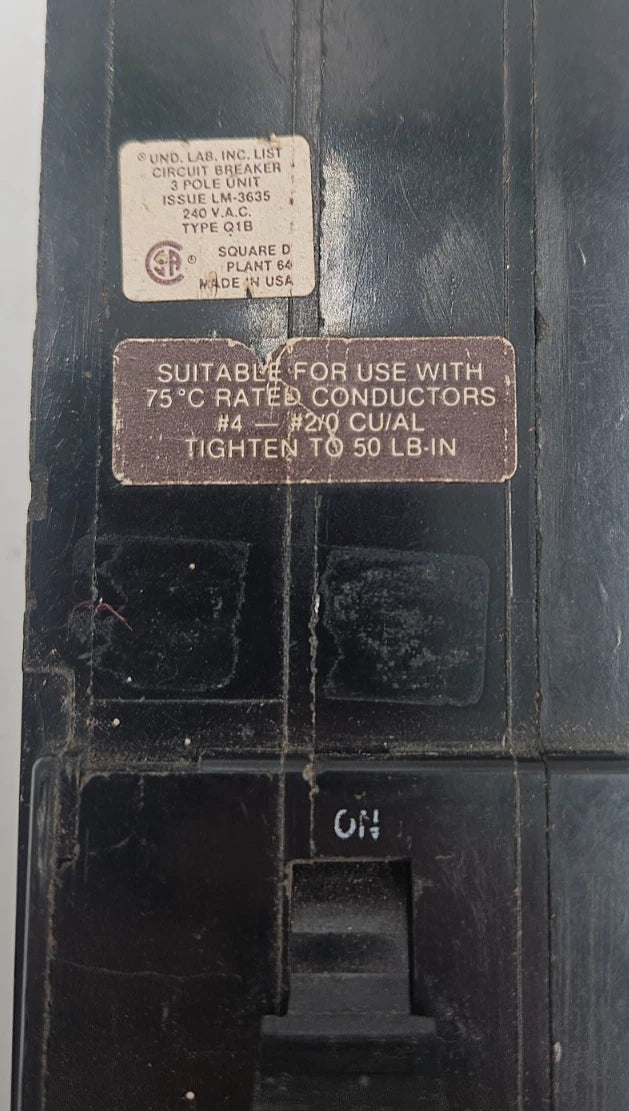 ® UND. LAB. INC. LIST
CIRCUIT BREAKER
3 POLE UNIT
ISSUE LM-3635
240 V.A.C.
TYPE Q1B
SA ®
SQUARE D
PLANT 64
MADE IN USA
SUITABLE FOR USE WITH
75°C RATED CONDUCTORS
#4 — #2/0 CU/AL
TIGHTEN TO 50 LB-IN
ON